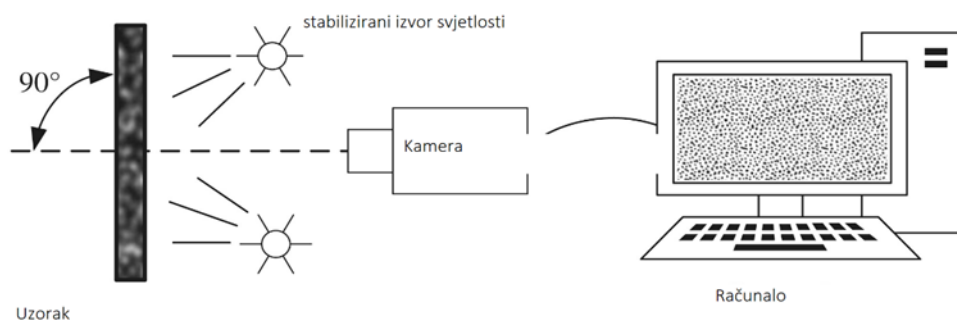 stabilizirani izvor svjetlosti
90°
Kamera
Računalo
Uzorak